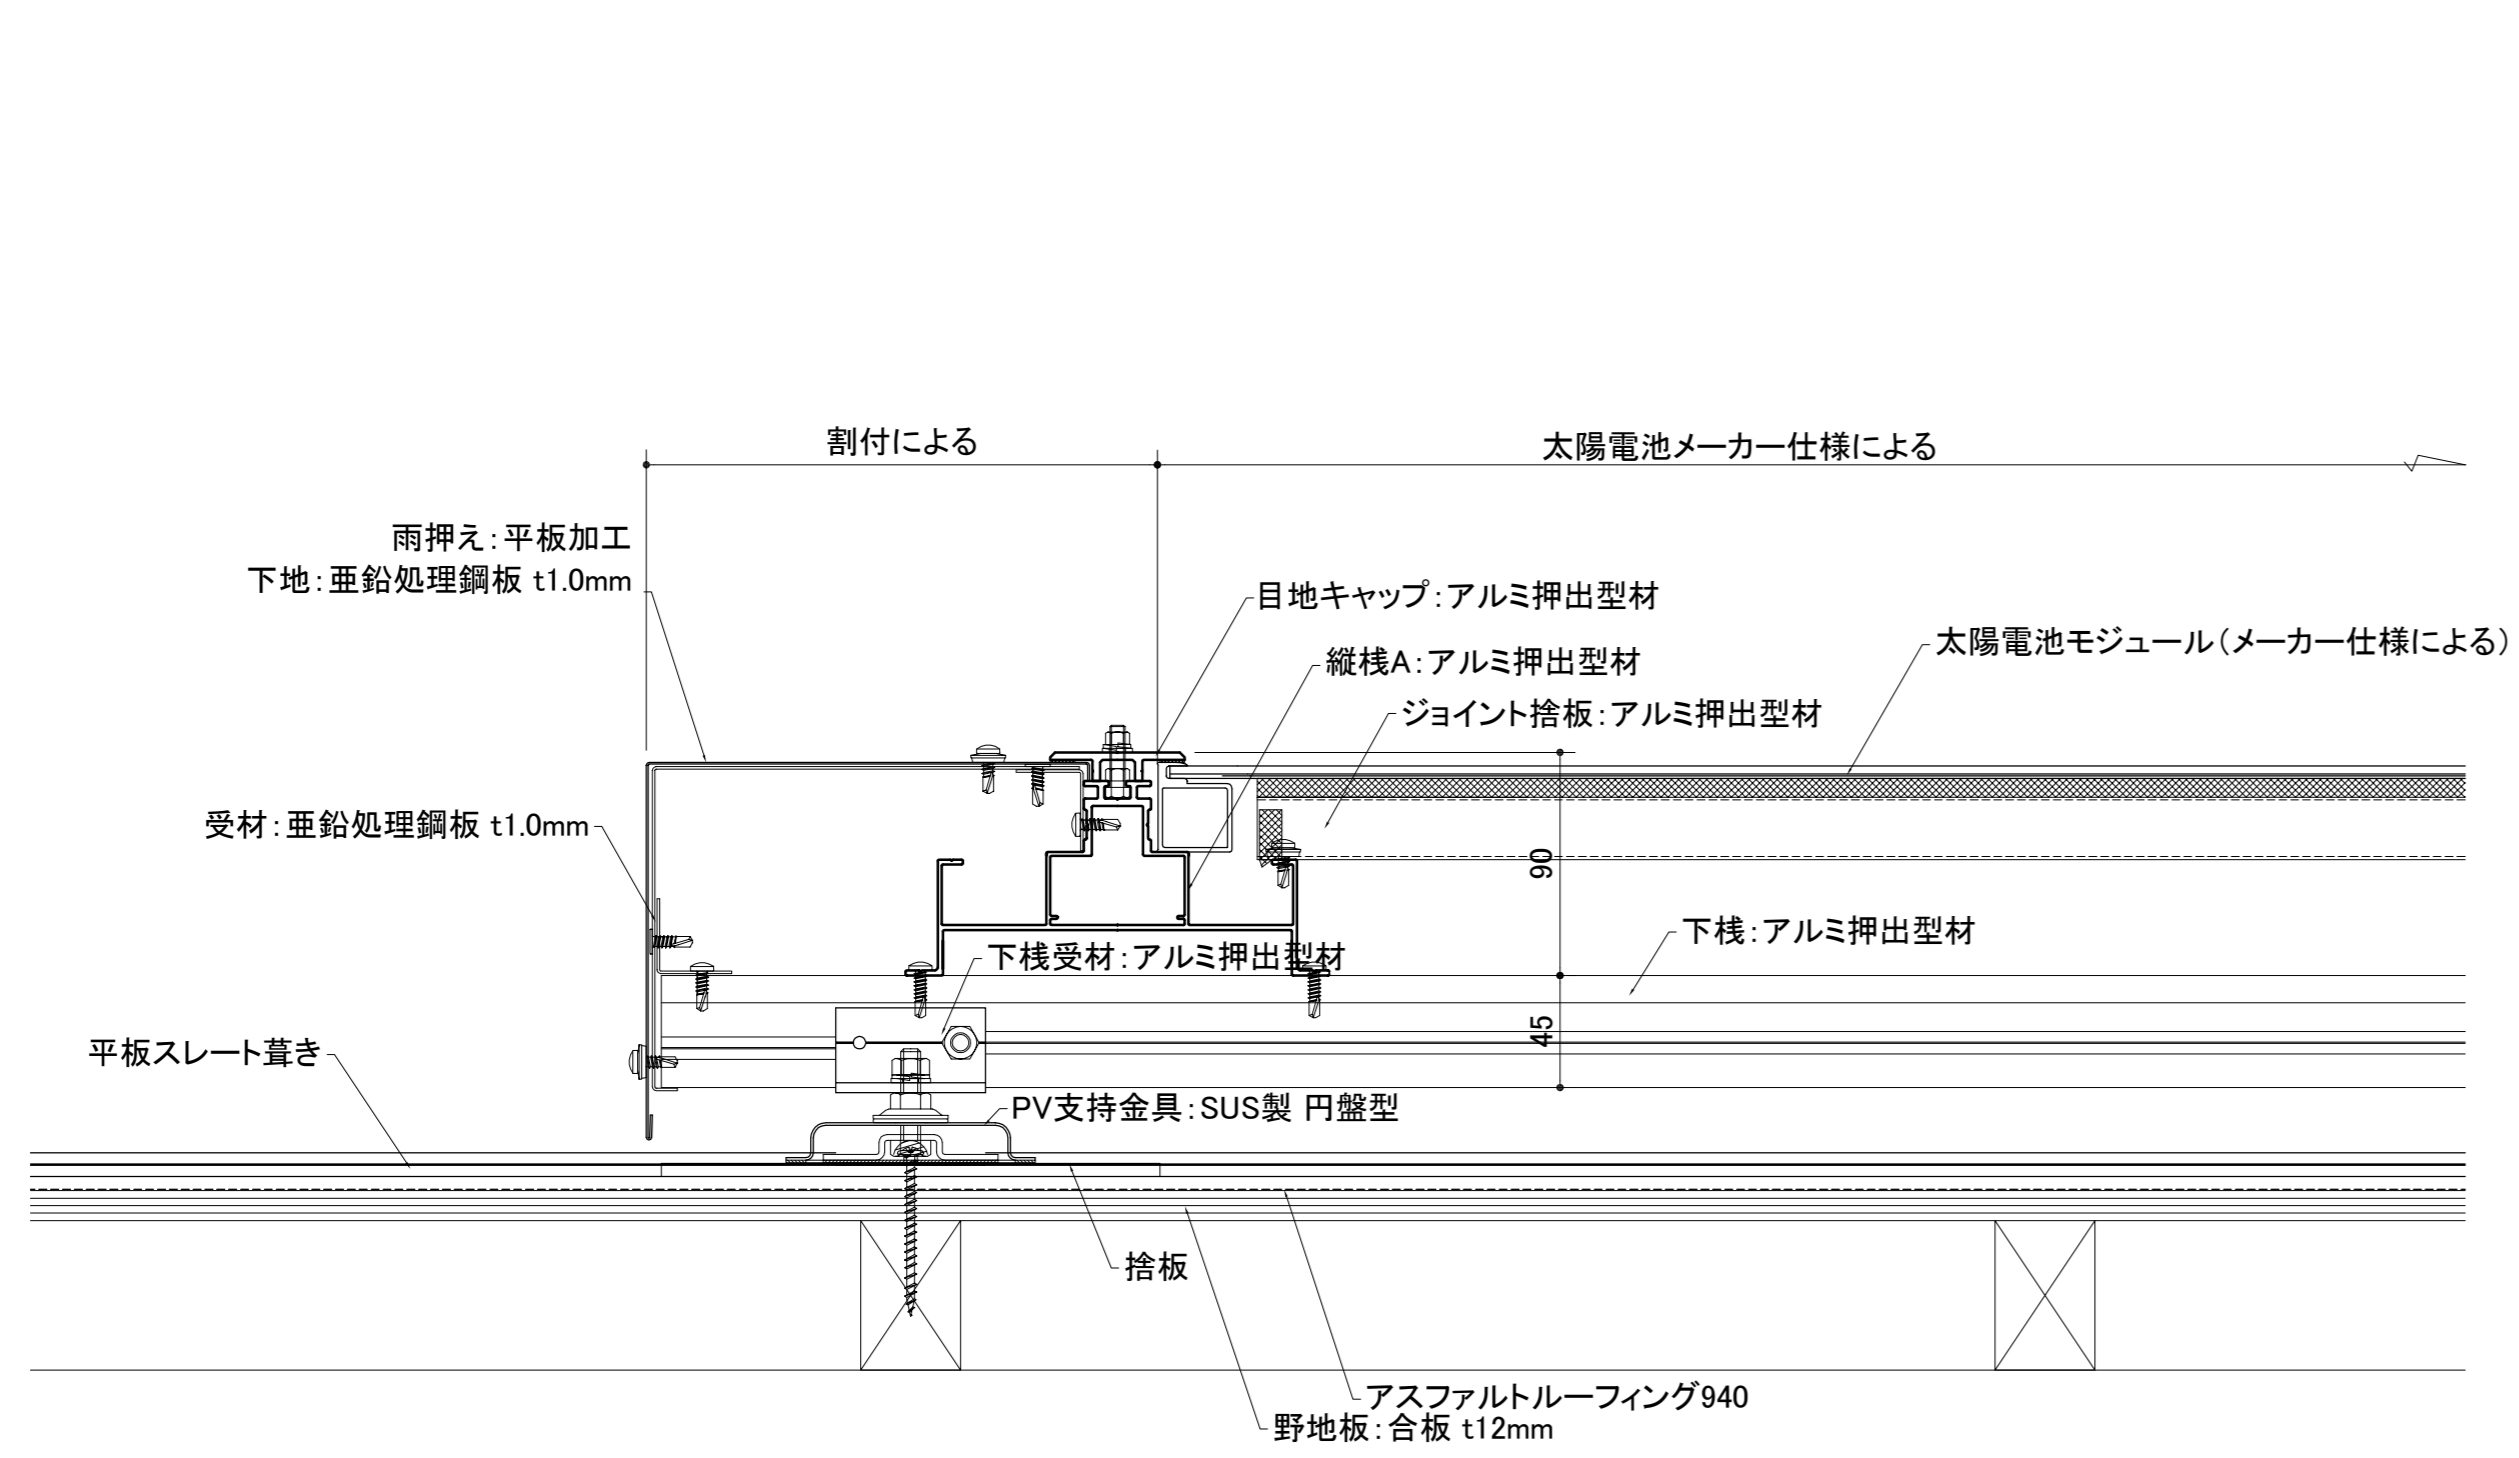 割付による
太陽電池メーカー仕様による
雨押え：平板加工
下地：亜鉛処理鋼板 t1.0mm
目地キャップ：アルミ押出型材
太陽電池モジュール（メーカー仕様による）
縦桟A：アルミ押出型材
ジョイント捨板：アルミ押出型材
受材：亜鉛処理鋼板 t1.0mm
90
下桟：アルミ押出型材
下桟受材：アルミ押出型材
45
平板スレート葺き
PV支持金具：SUS製 円盤型
捨板
アスファルトルーフィング940
野地板：合板 t12mm